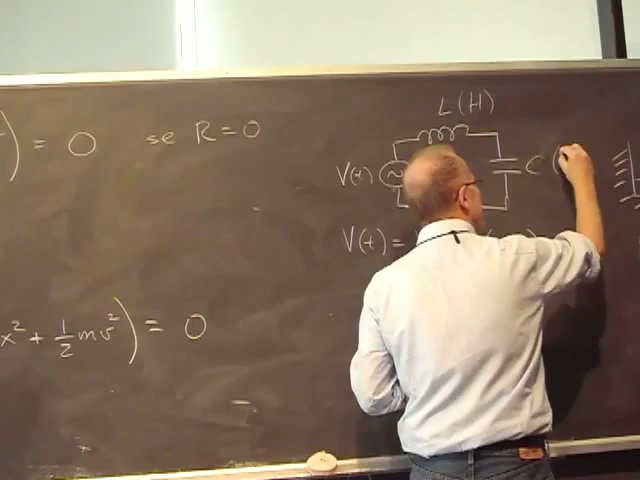 ) = 0 se R = 0
L (H)
V(t) C (
V(t) =
x² + 1/2 mv²) = 0